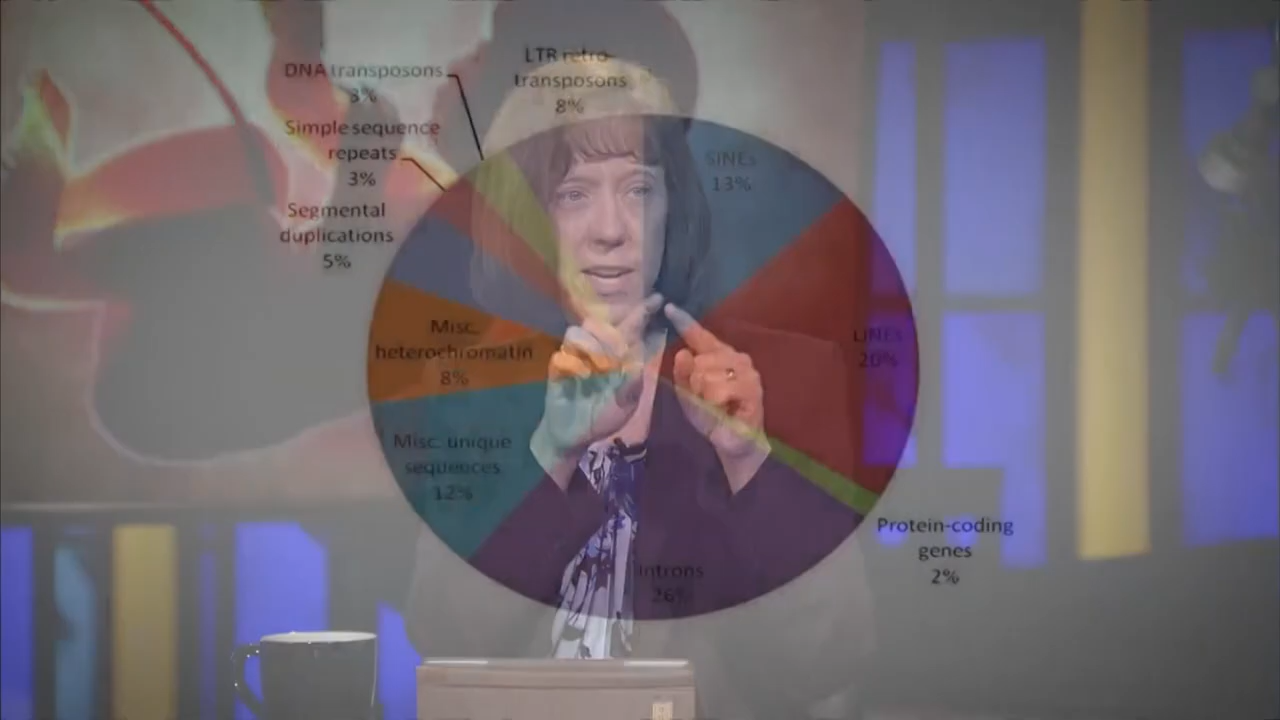 DNA transposons
3%
LTR retro-
transposons
8%
Simple sequence
repeats
3%
SINEs
13%
Segmental
duplications
5%
Misc.
heterochromatin
8%
LINEs
20%
Misc. unique
sequences
12%
Protein-coding
genes
2%
Introns
26%